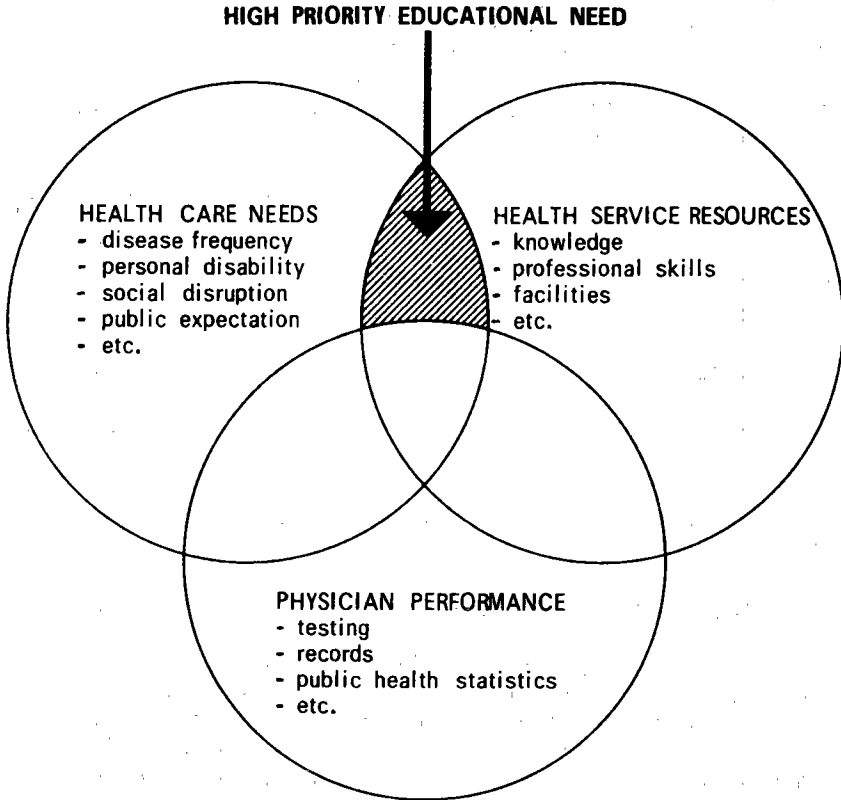 HIGH PRIORITY EDUCATIONAL NEED
HEALTH CARE NEEDS
- disease frequency
- personal disability
- social disruption
- public expectation
- etc.
HEALTH SERVICE RESOURCES
- knowledge
- professional skills
- facilities
- etc.
PHYSICIAN PERFORMANCE
- testing
- records
- public health statistics
- etc.